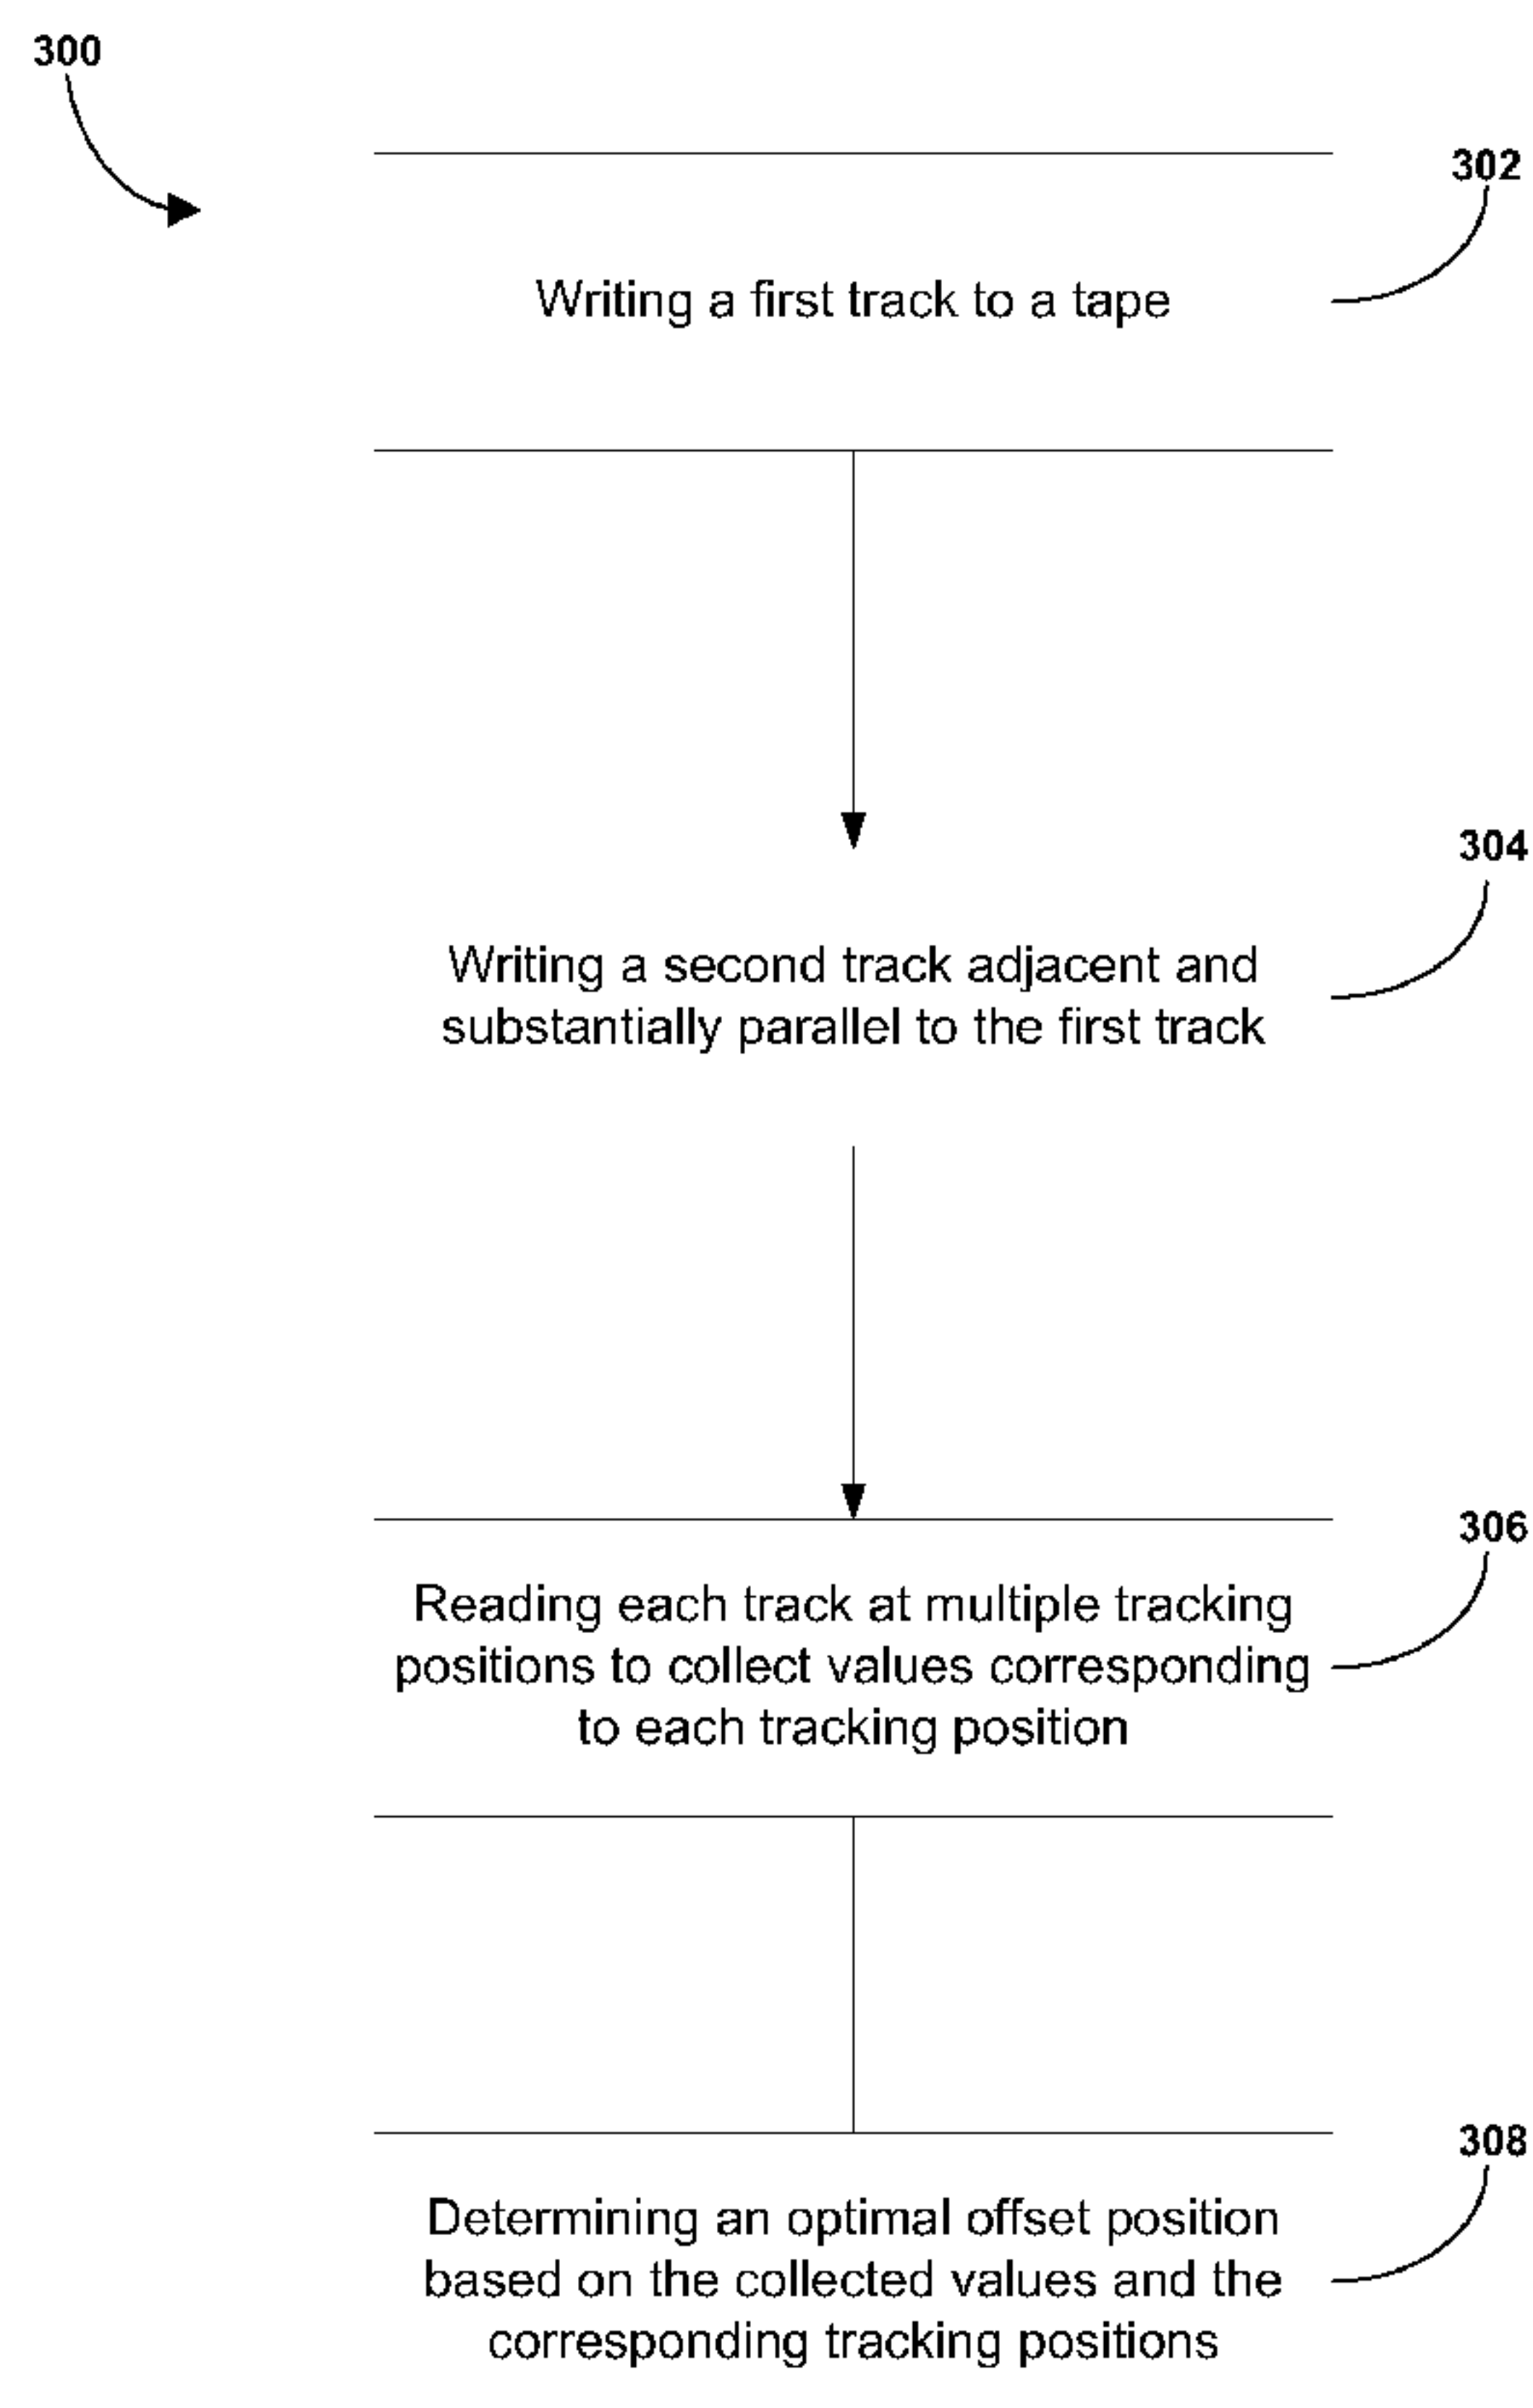 300
302
Writing a first track to a tape
304
Writing a second track adjacent and
substantially parallel to the first track
306
Reading each track at multiple tracking
positions to collect values corresponding
to each tracking position
308
Determining an optimal offset position
based on the collected values and the
corresponding tracking positions